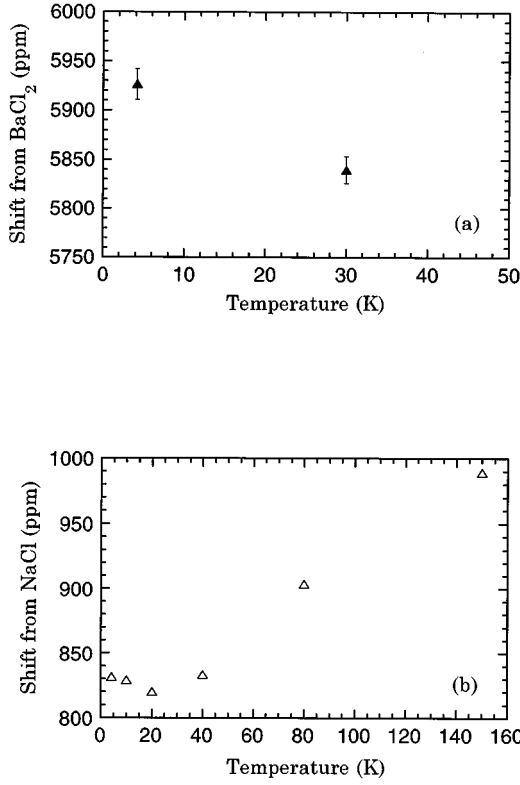 6000
5950
5900
5850
5800
5750
Shift from BaCl2 (ppm)
(a)
0 10 20 30 40 50
Temperature (K)
1000
950
900
850
800
Shift from NaCl (ppm)
(b)
0 20 40 60 80 100 120 140 160
Temperature (K)